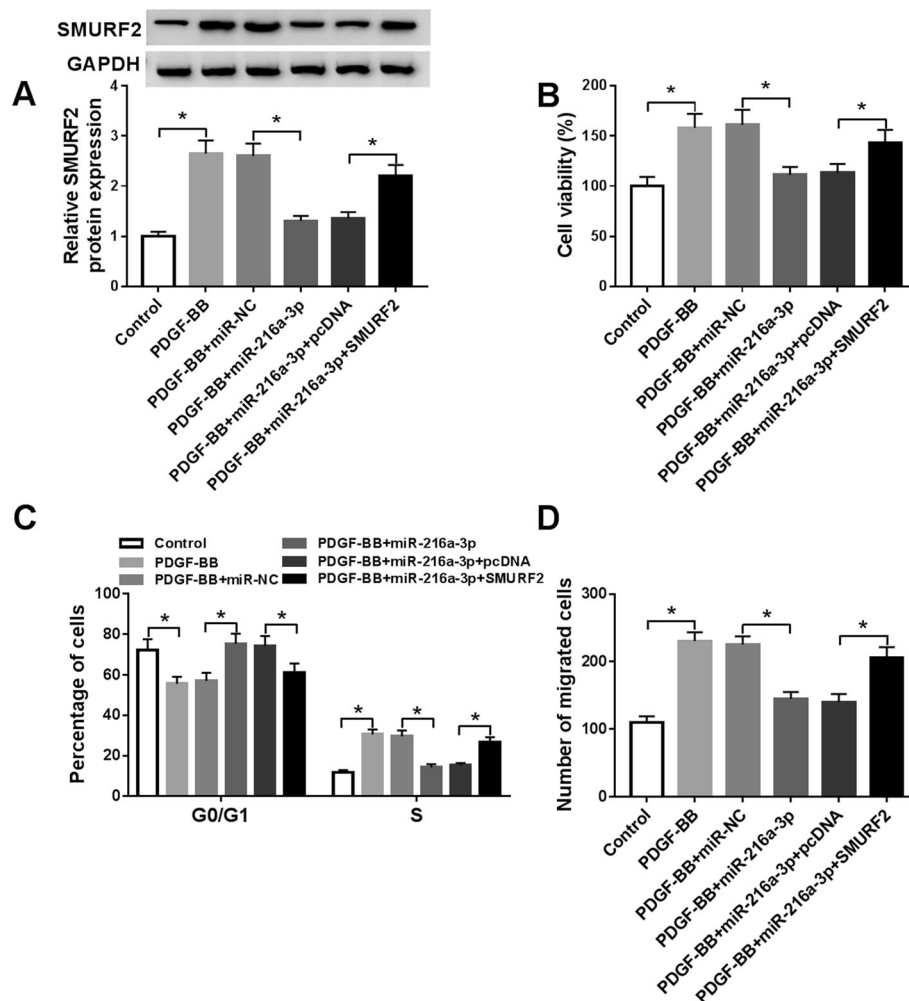 SMURF2
GAPDH
A
4
3
2
1
0
Relative SMURF2
protein expression
*
*
*
Control
PDGF-BB
PDGF-BB+miR-NC
PDGF-BB+miR-216a-3p
PDGF-BB+miR-216a-3p+pcDNA
PDGF-BB+miR-216a-3p+SMURF2
B
200
150
100
50
0
Cell viability (%)
*
*
*
Control
PDGF-BB
PDGF-BB+miR-NC
PDGF-BB+miR-216a-3p
PDGF-BB+miR-216a-3p+pcDNA
PDGF-BB+miR-216a-3p+SMURF2
C
Control
PDGF-BB
PDGF-BB+miR-NC
PDGF-BB+miR-216a-3p
PDGF-BB+miR-216a-3p+pcDNA
PDGF-BB+miR-216a-3p+SMURF2
100
80
60
40
20
0
Percentage of cells
*
*
*
*
*
*
G0/G1
S
D
300
200
100
0
Number of migrated cells
*
*
*
Control
PDGF-BB
PDGF-BB+miR-NC
PDGF-BB+miR-216a-3p
PDGF-BB+miR-216a-3p+pcDNA
PDGF-BB+miR-216a-3p+SMURF2